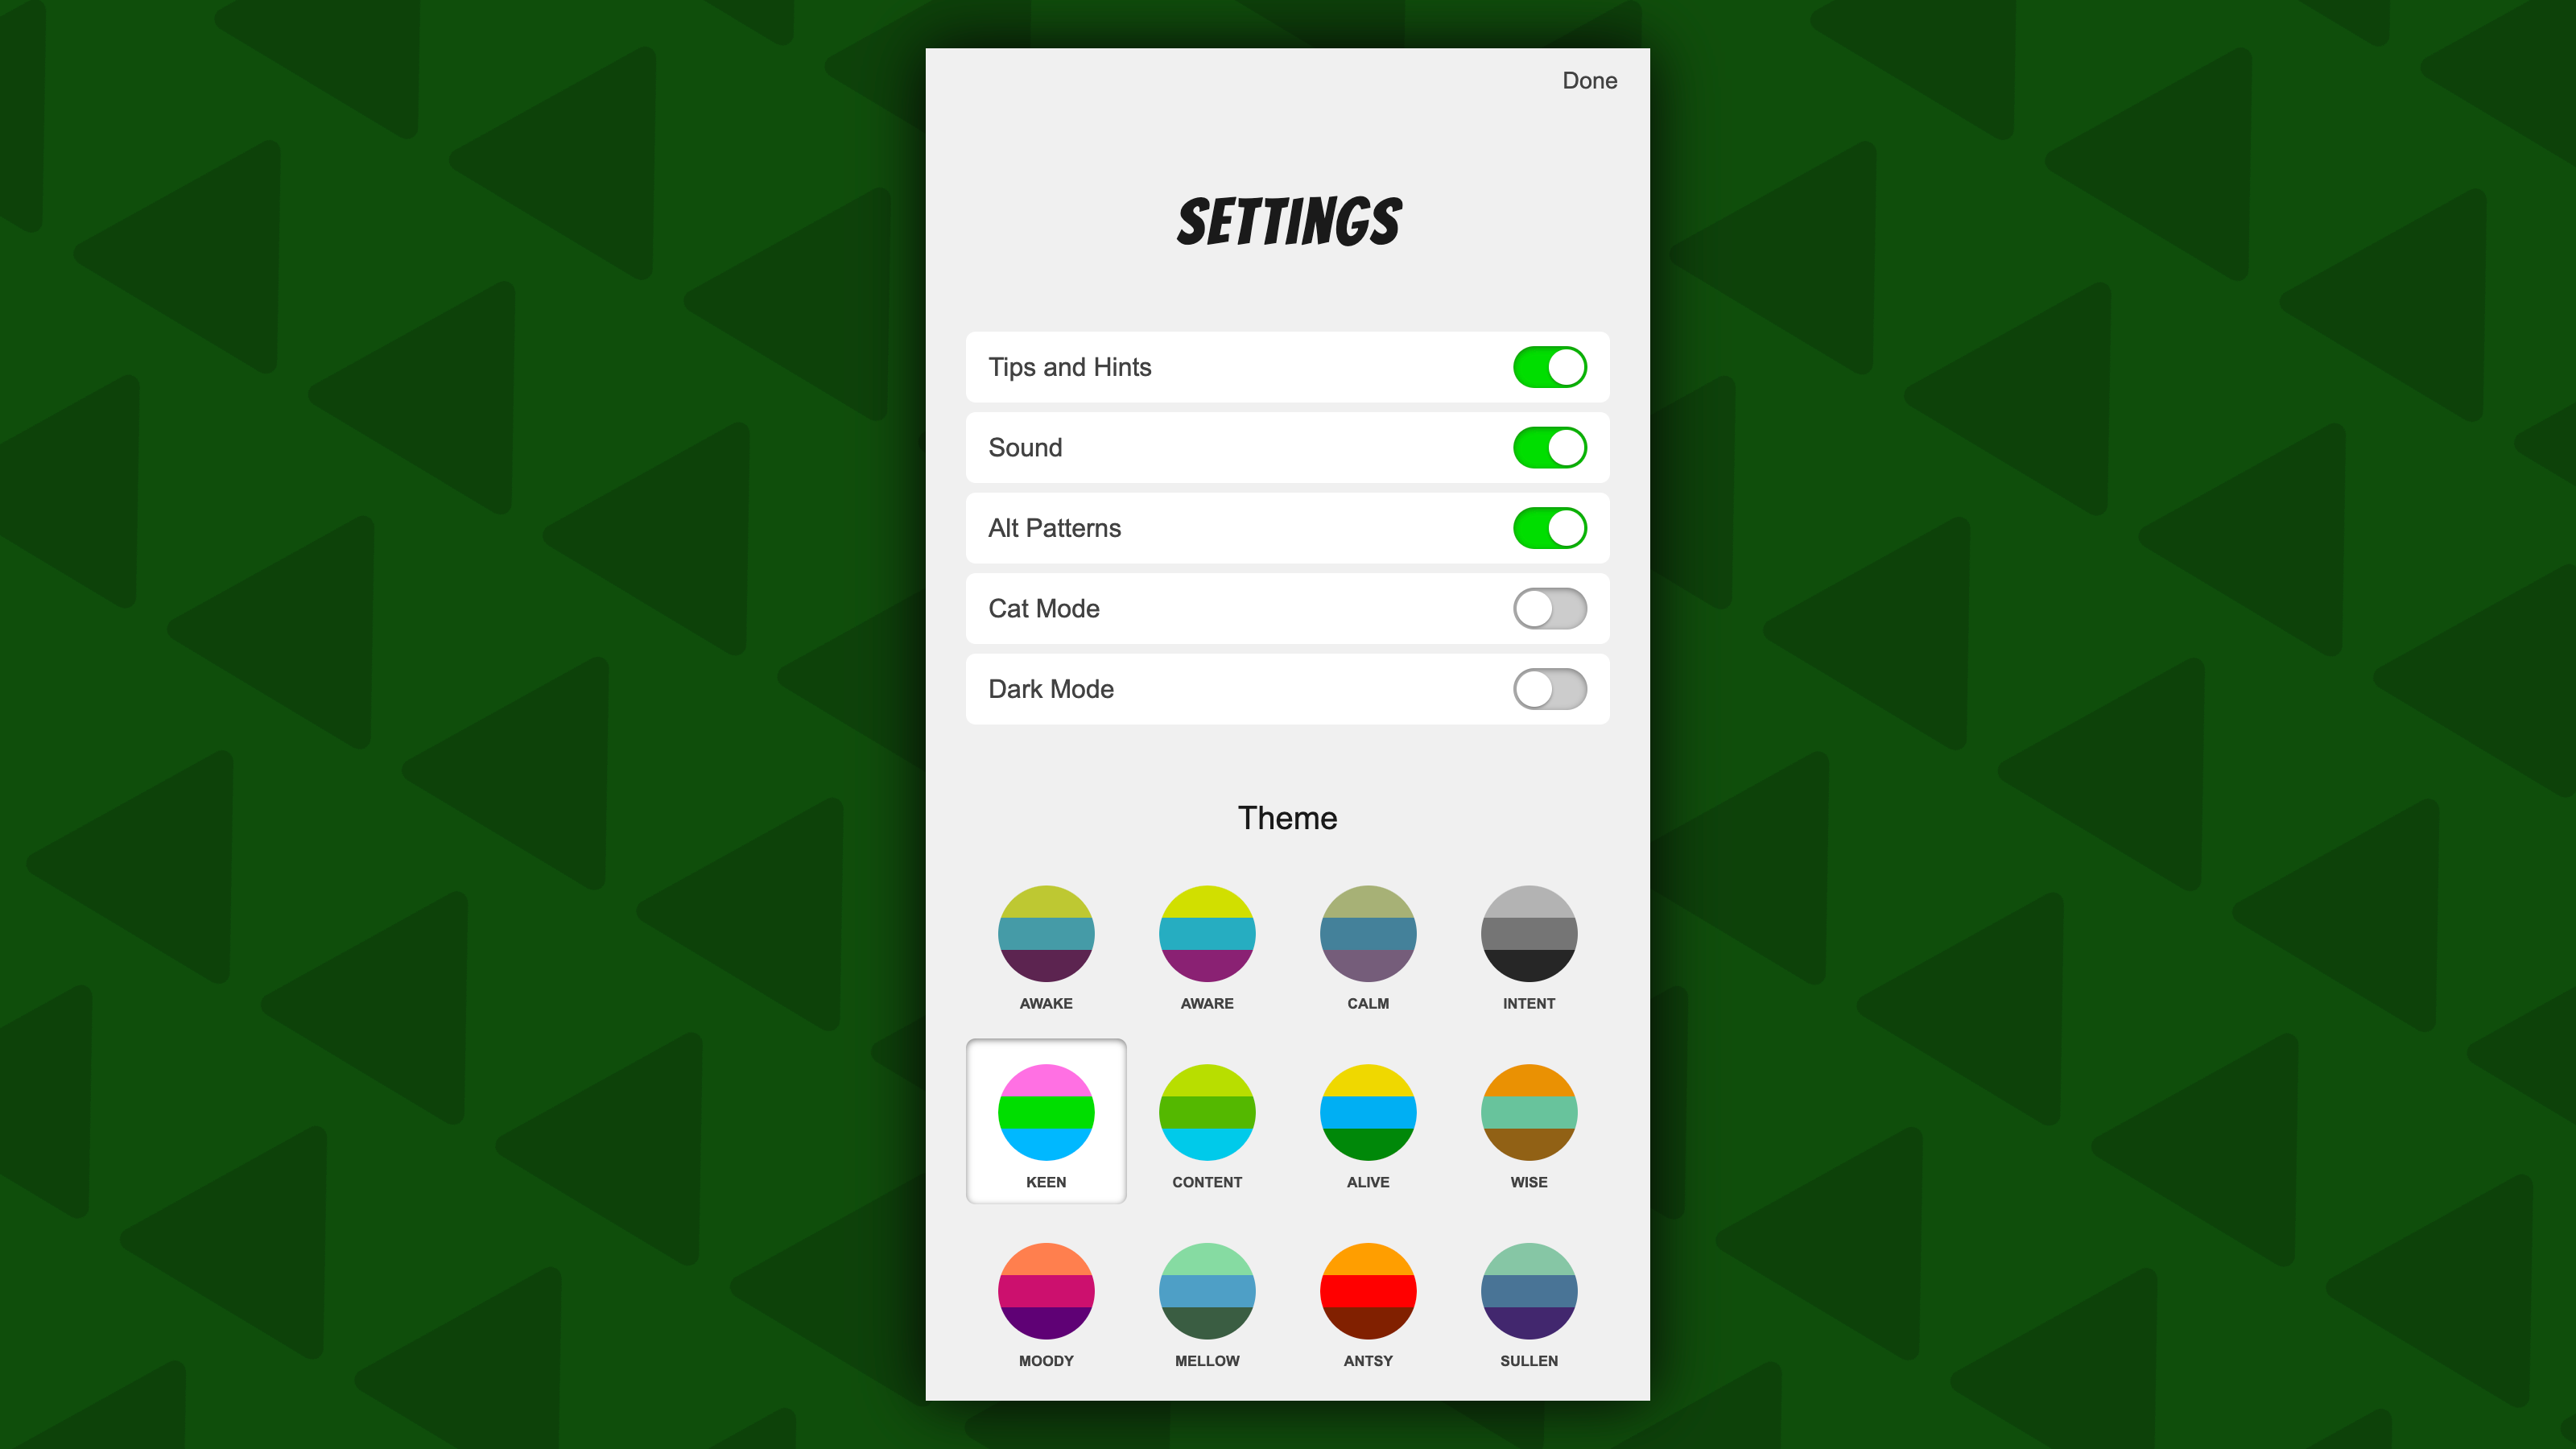 Done
SETTINGS
Tips and Hints
Sound
Alt Patterns
Cat Mode
Dark Mode
Theme
AWAKE
AWARE
CALM
INTENT
KEEN
CONTENT
ALIVE
WISE
MOODY
MELLOW
ANTSY
SULLEN